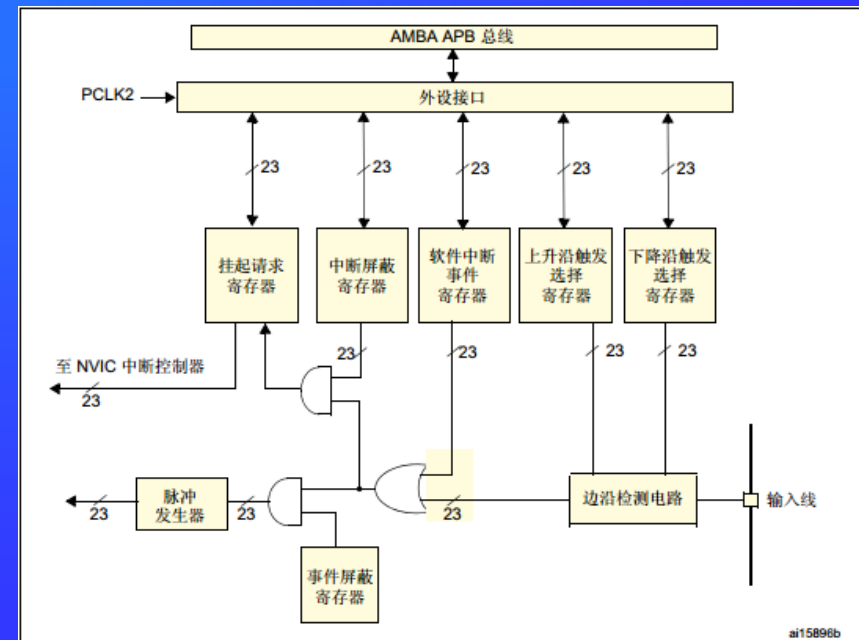 AMBA APB 总线
PCLK2
外设接口
23
23
23
23
23
挂起请求
寄存器
中断屏蔽
寄存器
软件中断
事件
寄存器
上升沿触发
选择
寄存器
下降沿触发
选择
寄存器
至 NVIC 中断控制器
23
23
23
23
23
脉冲
发生器
23
23
23
边沿检测电路
输入线
事件屏蔽
寄存器
ai15896b